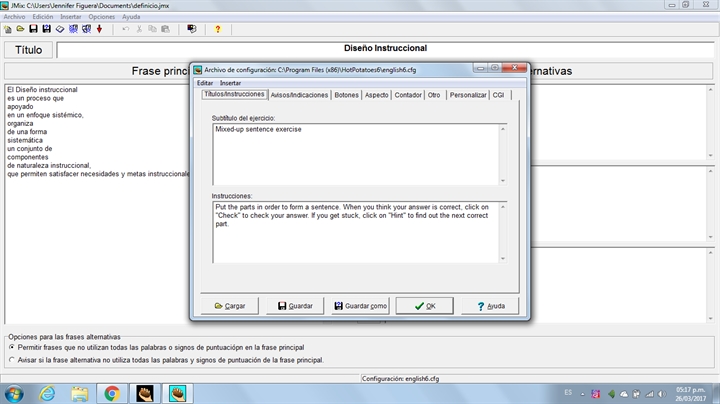 JMix: C:\Users\Jennifer Figuera\Documents\definicio.jmx
Archivo Edición Insertar Opciones Ayuda
Título
Diseño Instruccional
Frase princ
rnativas
El Diseño instruccional
es un proceso que
apoyado
en un enfoque sistémico,
organiza
de una forma
sistemática
un conjunto de
componentes
de naturaleza instruccional,
que permiten satisfacer necesidades y metas instruccionale
Archivo de configuración: C:\Program Files (x86)\HotPotatoes6\english6.cfg
Editar Insertar
Títulos/Instrucciones Avisos/Indicaciones Botones Aspecto Contador Otro Personalizar CGI
Subtítulo del ejercicio:
Mixed-up sentence exercise
Instrucciones:
Put the parts in order to form a sentence. When you think your answer is correct, click on
"Check" to check your answer. If you get stuck, click on "Hint" to find out the next correct
part.
Cargar Guardar Guardar como OK Ayuda
Opciones para las frases alternativas
Permitir frases que no utilizan todas las palabras o signos de puntuaciópn en la frase principal
Avisar si la frase alternativa no utiliza todas las palabras y signos de puntuación de la frase principal.
Configuración: english6.cfg
ES
05:17 p.m.
26/03/2017